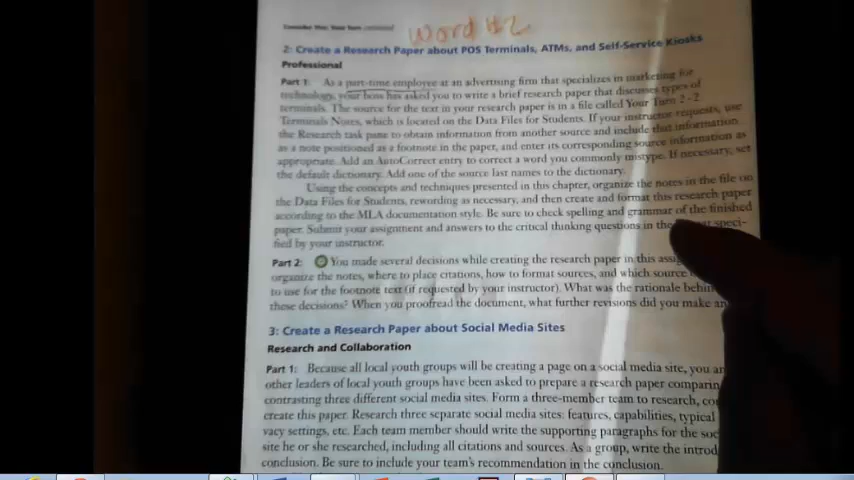 Consider This: Your Turn continued
Word #2
2: Create a Research Paper about POS Terminals, ATMs, and Self-Service Kiosks
Professional
Part 1: As a part-time employee at an advertising firm that specializes in marketing for
technology, your boss has asked you to write a brief research paper that discusses types of
terminals. The source for the text in your research paper is in a file called Your Turn 2-2
Terminals Notes, which is located on the Data Files for Students. If your instructor requests, use
the Research task pane to obtain information from another source and include that information
as a note positioned as a footnote in the paper, and enter its corresponding source information as
appropriate. Add an AutoCorrect entry to correct a word you commonly mistype. If necessary, set
the default dictionary. Add one of the source last names to the dictionary.
Using the concepts and techniques presented in this chapter, organize the notes in the file on
the Data Files for Students, rewording as necessary, and then create and format this research paper
according to the MLA documentation style. Be sure to check spelling and grammar of the finished
paper. Submit your assignment and answers to the critical thinking questions in the speci-
fied by your instructor.
Part 2: You made several decisions while creating the research paper in this
organize the notes, where to place citations, how to format sources, and which source
to use for the footnote text (if requested by your instructor). What was the rationale
these decisions? When you proofread the document, what further revisions did you make
3: Create a Research Paper about Social Media Sites
Research and Collaboration
Part 1: Because all local youth groups will be creating a page on a social media site, you
other leaders of local youth groups have been asked to prepare a research paper
contrasting three different social media sites. Form a three-member team to research,
create this paper. Research three separate social media sites: features, capabilities, typical
vacy settings, etc. Each team member should write the supporting paragraphs for the
site he or she researched, including all citations and sources. As a group, write the
conclusion. Be sure to include your team's recommendation in the conclusion.